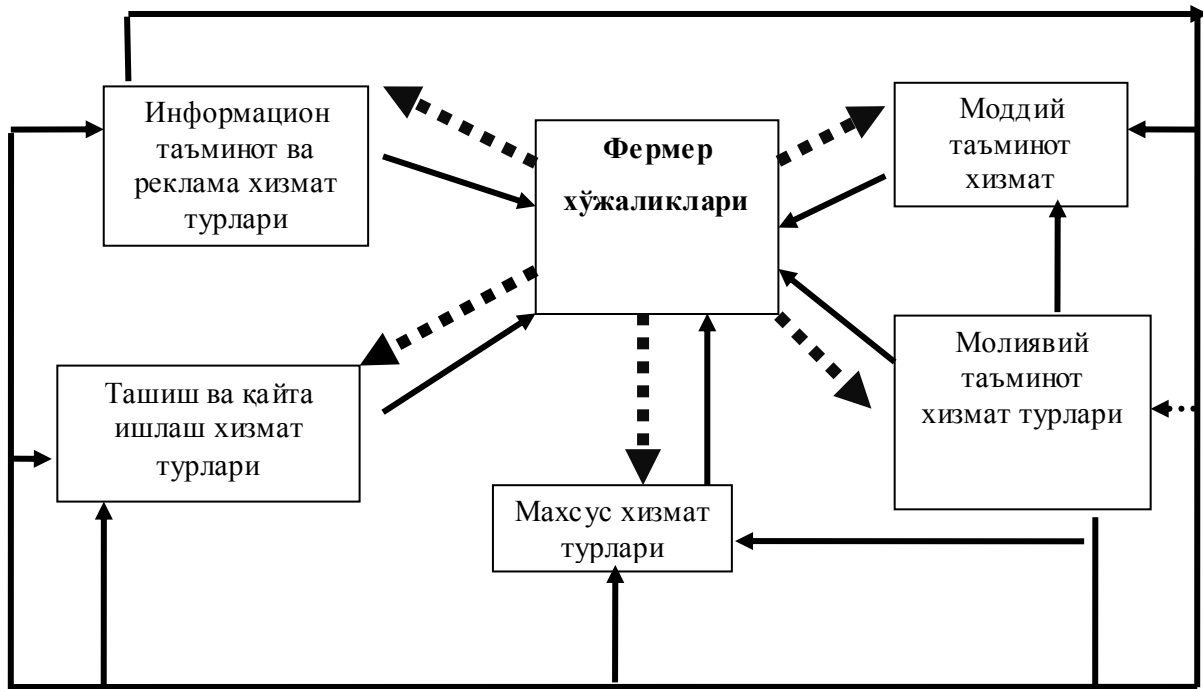 Информацион
таъминот ва
реклама хизмат
турлари
Фермер
хўжаликлари
Моддий
таъминот
хизмат
Ташиш ва қайта
ишлаш хизмат
турлари
Махсус хизмат
турлари
Молиявий
таъминот
хизмат турлари